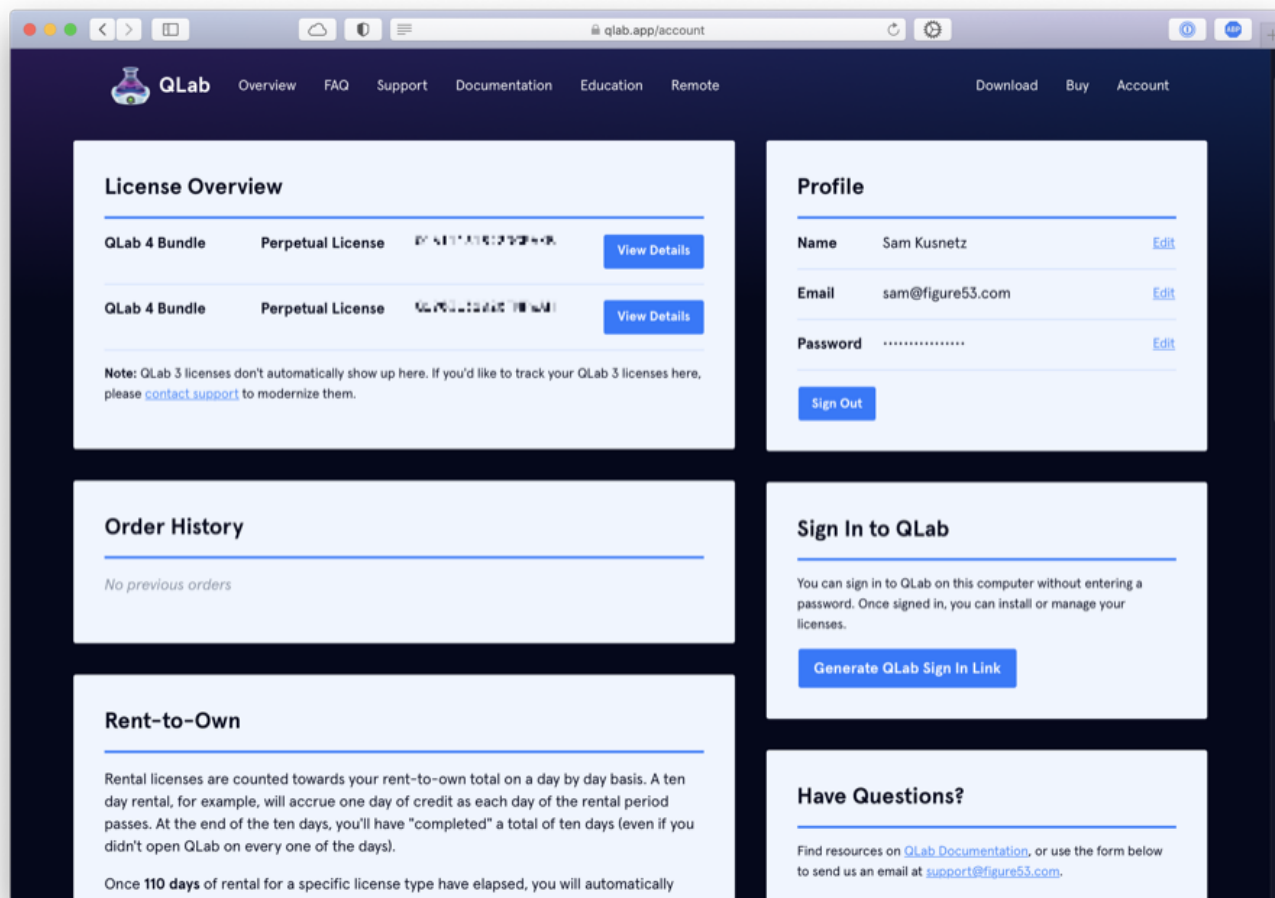 qlab.app/account
QLab Overview FAQ Support Documentation Education Remote Download Buy Account
License Overview
QLab 4 Bundle Perpetual License
View Details
QLab 4 Bundle Perpetual License
View Details
Note: QLab 3 licenses don't automatically show up here. If you'd like to track your QLab 3 licenses here,
please contact support to modernize them.
Order History
No previous orders
Rent-to-Own
Rental licenses are counted towards your rent-to-own total on a day by day basis. A ten
day rental, for example, will accrue one day of credit as each day of the rental period
passes. At the end of the ten days, you'll have "completed" a total of ten days (even if you
didn't open QLab on every one of the days).
Once 110 days of rental for a specific license type have elapsed, you will automatically
Profile
Name Sam Kusnetz Edit
Email sam@figure53.com Edit
Password ················ Edit
Sign Out
Sign In to QLab
You can sign in to QLab on this computer without entering a
password. Once signed in, you can install or manage your
licenses.
Generate QLab Sign In Link
Have Questions?
Find resources on QLab Documentation, or use the form below
to send us an email at support@figure53.com.
ABP